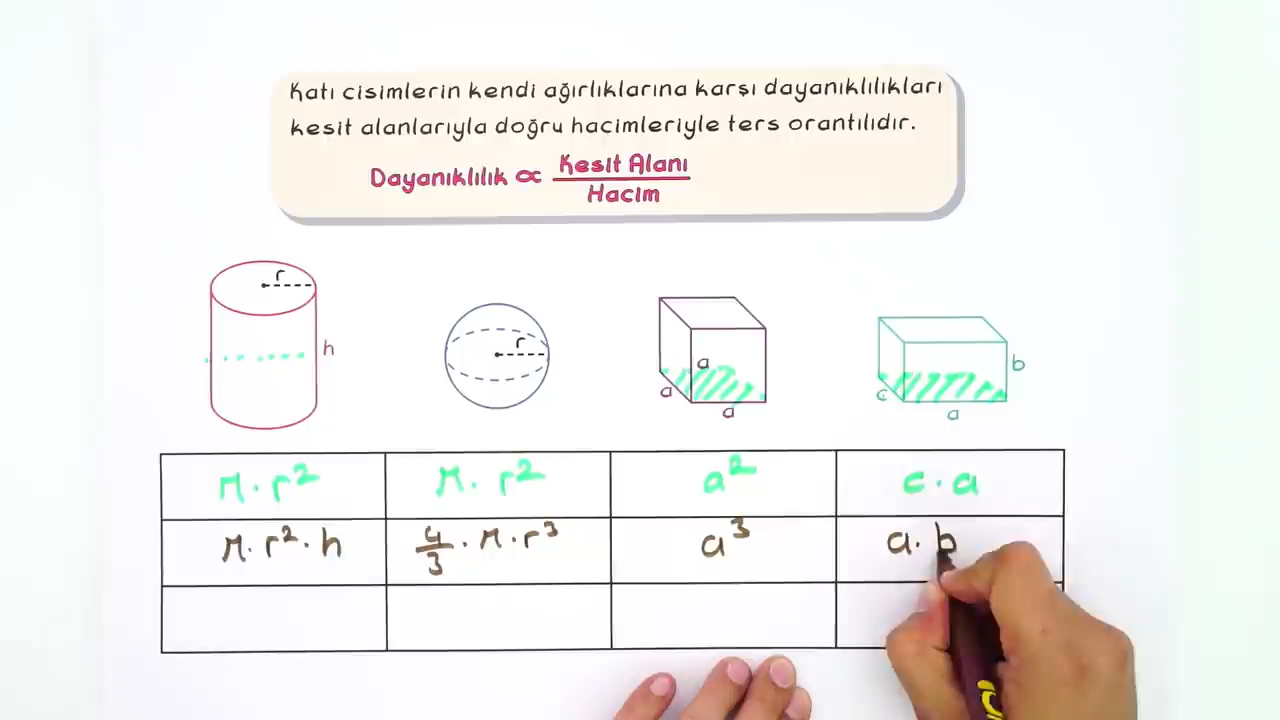 Katı cisimlerin kendi ağırlıklarına karşı dayanıklılıkları
kesit alanlarıyla doğru hacimleriyle ters orantılıdır.
Dayanıklılık ∝ Kesit Alanı / Hacim
r
h
r
a
a
a
b
c
a
π · r² π · r² a² c · a
π · r² · h 4/3 · π · r³ a³ a · b